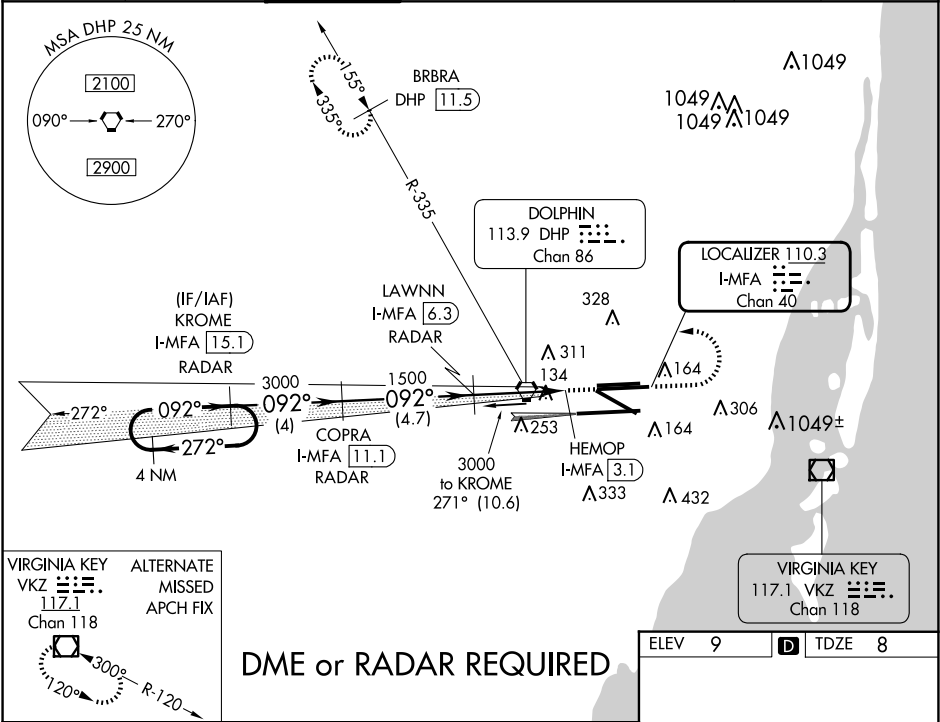 MSA DHP 25 NM
2100
090°
270°
2900
155°
335°
BRBRA
DHP 11.5
R-335
1049
1049
1049
1049
DOLPHIN
113.9 DHP
Chan 86
LOCALIZER 110.3
I-MFA
Chan 40
(IF/IAF)
KROME
I-MFA 15.1
RADAR
LAWNN
I-MFA 6.3
RADAR
328
311
134
164
3000
1500
272°
092°
092°
092°
(4)
(4.7)
272°
4 NM
COPRA
I-MFA 11.1
RADAR
3000
to KROME
271° (10.6)
253
HEMOP
I-MFA 3.1
333
432
164
306
1049±
VIRGINIA KEY
117.1 VKZ
Chan 118
VIRGINIA KEY
VKZ
117.1
Chan 118
ALTERNATE
MISSED
APCH FIX
300°
120°
R-120
DME or RADAR REQUIRED
ELEV 9
D
TDZE 8